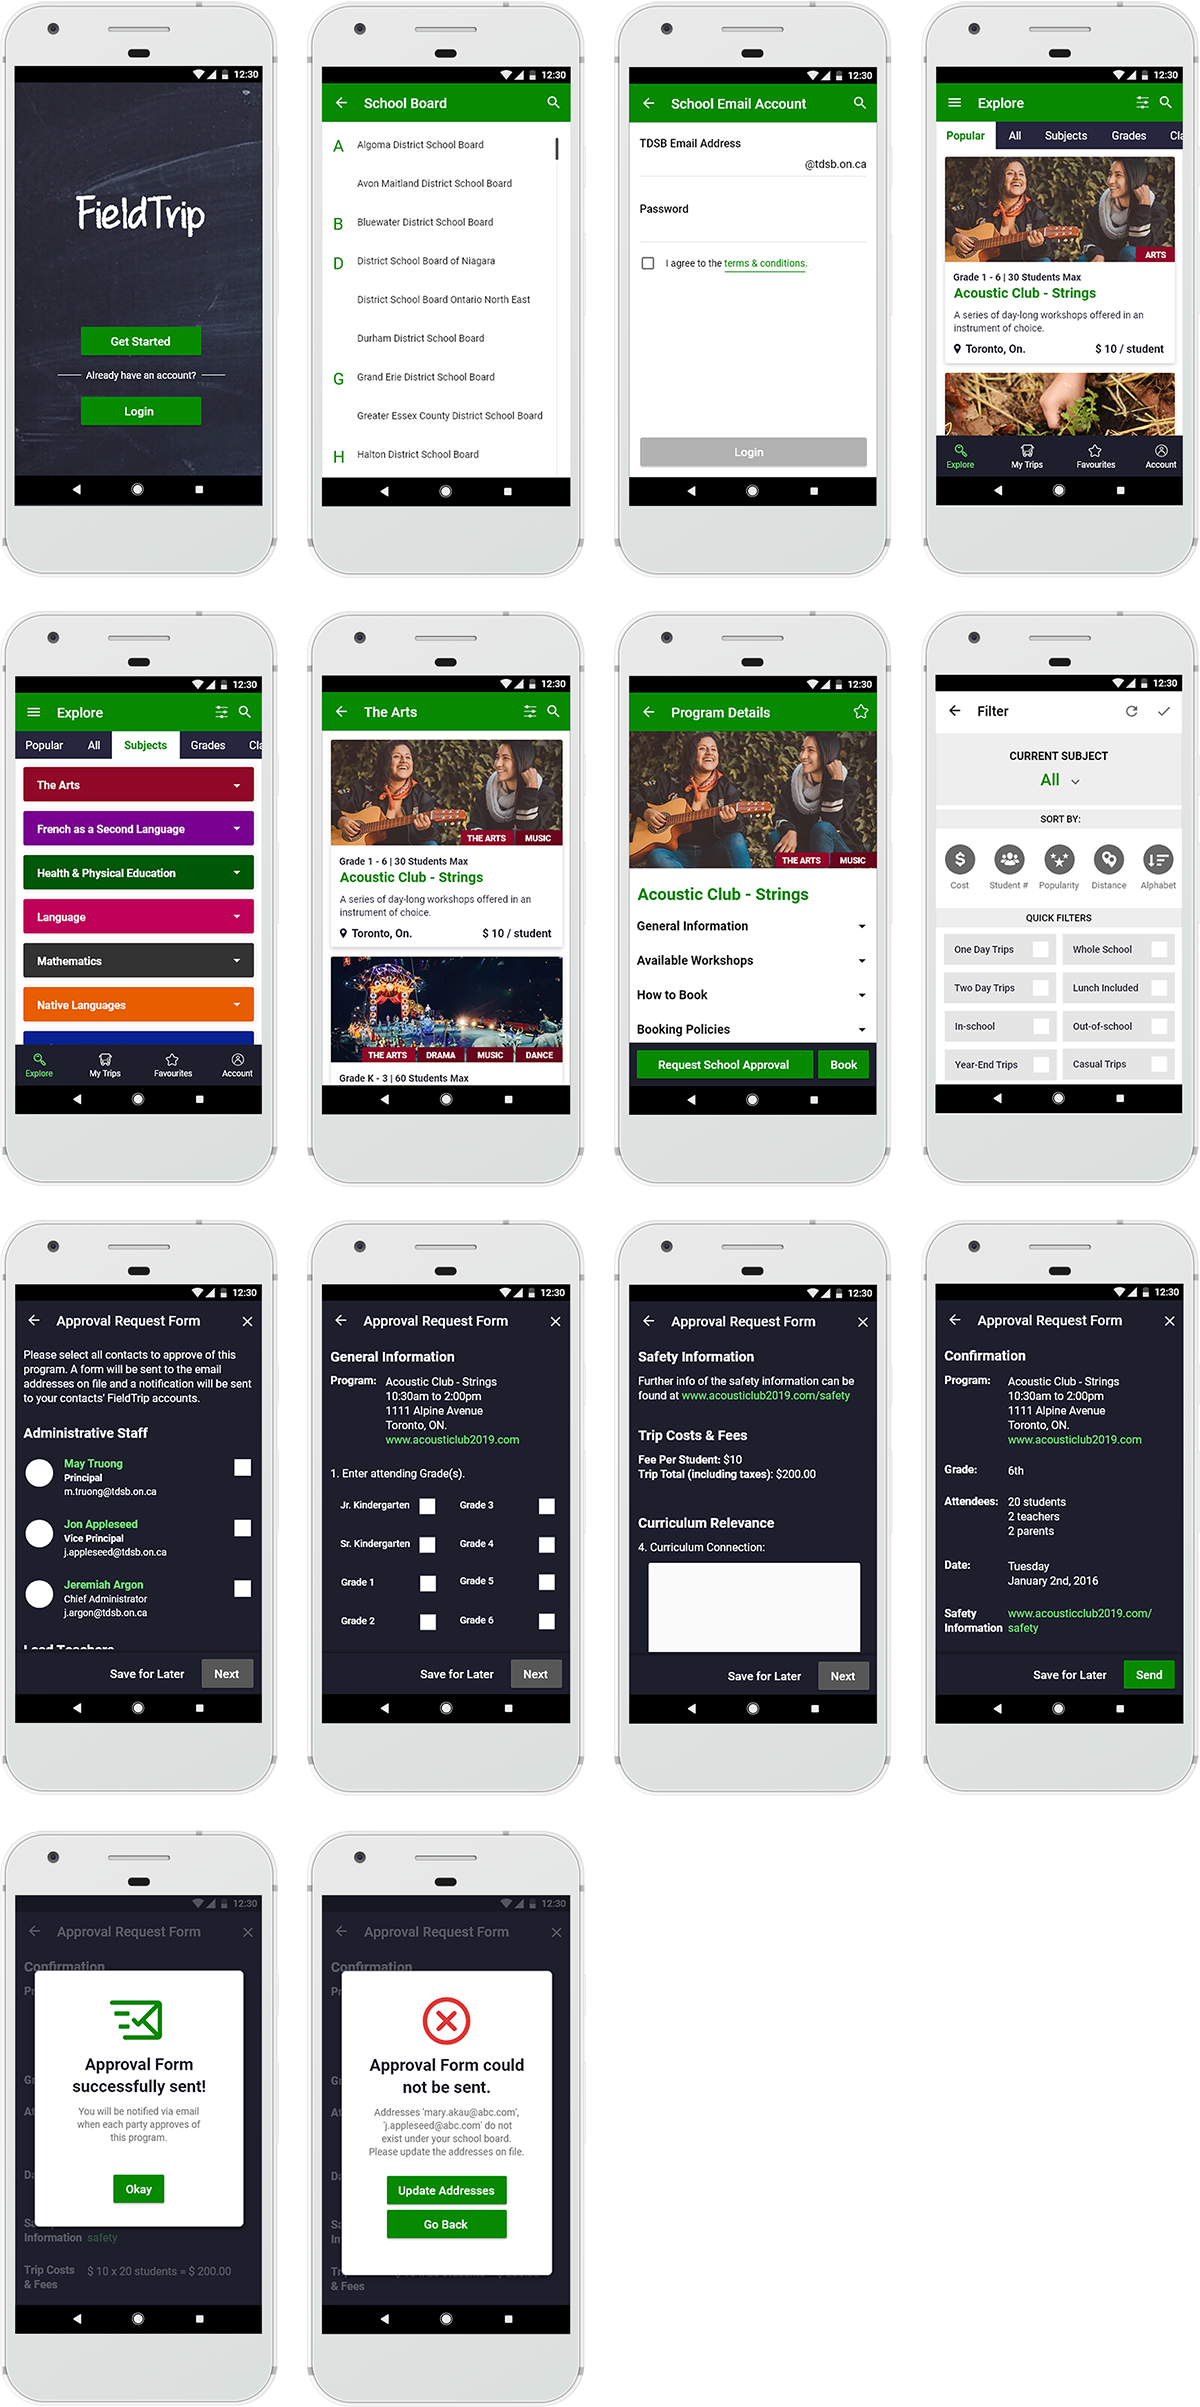 12:30
FieldTrip
Get Started
Already have an account?
Login
12:30
School Board
A Algoma District School Board
Avon Maitland District School Board
B Bluewater District School Board
D District School Board of Niagara
District School Board Ontario North East
Durham District School Board
G Grand Erie District School Board
Greater Essex County District School Board
H Halton District School Board
12:30
School Email Account
TDSB Email Address
@tdsb.on.ca
Password
I agree to the terms & conditions.
Login
12:30
Explore
Popular All Subjects Grades Cla
ARTS
Grade 1 - 6 | 30 Students Max
Acoustic Club - Strings
A series of day-long workshops offered in an
instrument of choice.
Toronto, On. $ 10 / student
Explore My Trips Favourites Account
12:30
Explore
Popular All Subjects Grades Cla
The Arts
French as a Second Language
Health & Physical Education
Language
Mathematics
Native Languages
Explore My Trips Favourites Account
12:30
The Arts
THE ARTS MUSIC
Grade 1 - 6 | 30 Students Max
Acoustic Club - Strings
A series of day-long workshops offered in an
instrument of choice.
Toronto, On. $ 10 / student
THE ARTS DRAMA MUSIC DANCE
Grade K - 3 | 60 Students Max
12:30
Program Details
THE ARTS MUSIC
Acoustic Club - Strings
General Information
Available Workshops
How to Book
Booking Policies
Request School Approval Book
12:30
Filter
CURRENT SUBJECT
All
SORT BY:
Cost Student # Popularity Distance Alphabet
QUICK FILTERS
One Day Trips Whole School
Two Day Trips Lunch Included
In-school Out-of-school
Year-End Trips Casual Trips
12:30
Approval Request Form
Please select all contacts to approve of this
program. A form will be sent to the email
addresses on file and a notification will be sent
to your contacts' FieldTrip accounts.
Administrative Staff
May Truong
Principal
m.truong@tdsb.on.ca
Jon Appleseed
Vice Principal
j.appleseed@tdsb.on.ca
Jeremiah Argon
Chief Administrator
j.argon@tdsb.on.ca
Lead Teachers
Save for Later Next
12:30
Approval Request Form
General Information
Program: Acoustic Club - Strings
10:30am to 2:00pm
1111 Alpine Avenue
Toronto, ON.
www.acousticlub2019.com
1. Enter attending Grade(s).
Jr. Kindergarten Grade 3
Sr. Kindergarten Grade 4
Grade 1 Grade 5
Grade 2 Grade 6
Save for Later Next
12:30
Approval Request Form
Safety Information
Further info of the safety information can be
found at www.acousticlub2019.com/safety
Trip Costs & Fees
Fee Per Student: $10
Trip Total (including taxes): $200.00
Curriculum Relevance
4. Curriculum Connection:
Save for Later Next
12:30
Approval Request Form
Confirmation
Program: Acoustic Club - Strings
10:30am to 2:00pm
1111 Alpine Avenue
Toronto, ON.
www.acousticlub2019.com
Grade: 6th
Attendees: 20 students
2 teachers
2 parents
Date: Tuesday
January 2nd, 2016
Safety www.acousticclub2019.com/
Information safety
Save for Later Send
12:30
Approval Request Form
Confirmation
Approval Form
successfully sent!
You will be notified via email
when each party approves of
this program.
Okay
Information safety
Trip Costs $ 10 x 20 students = $ 200.00
& Fees
12:30
Approval Request Form
Confirmation
Approval Form could
not be sent.
Addresses 'mary.akau@abc.com',
'j.appleseed@abc.com' do not
exist under your school board.
Please update the addresses on file.
Update Addresses
Go Back
& Fees